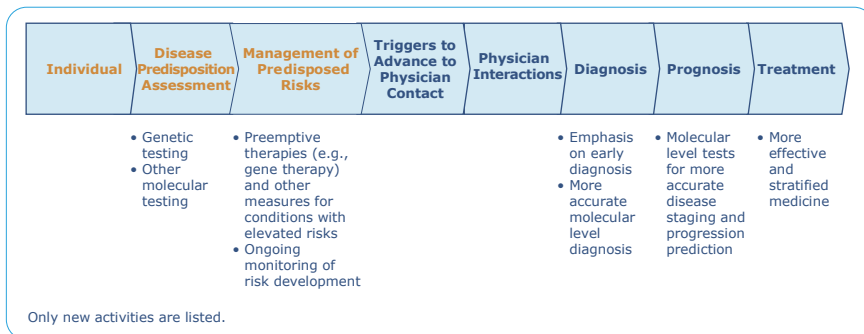 Individual
Disease
Predisposition
Assessment
Management of
Predisposed
Risks
Triggers to
Advance to
Physician
Contact
Physician
Interactions
Diagnosis
Prognosis
Treatment
• Genetic
testing
• Other
molecular
testing
• Preemptive
therapies (e.g.,
gene therapy)
and other
measures for
conditions with
elevated risks
• Ongoing
monitoring of
risk development
• Emphasis
on early
diagnosis
• More
accurate
molecular
level
diagnosis
• Molecular
level tests
for more
accurate
disease
staging and
progression
prediction
• More
effective
and
stratified
medicine
Only new activities are listed.